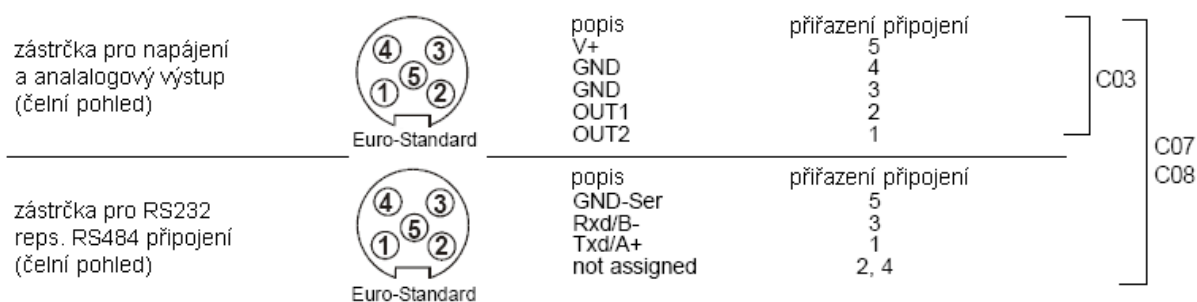 zástrčka pro napájení
a analalogový výstup
(čelní pohled)
4 3
5
1 2
Euro-Standard
popis přiřazení připojení
V+ 5
GND 4
GND 3
OUT1 2
OUT2 1
C03
C07
C08
zástrčka pro RS232
reps. RS484 připojení
(čelní pohled)
4 3
5
1 2
Euro-Standard
popis přiřazení připojení
GND-Ser 5
Rxd/B- 3
Txd/A+ 1
not assigned 2, 4